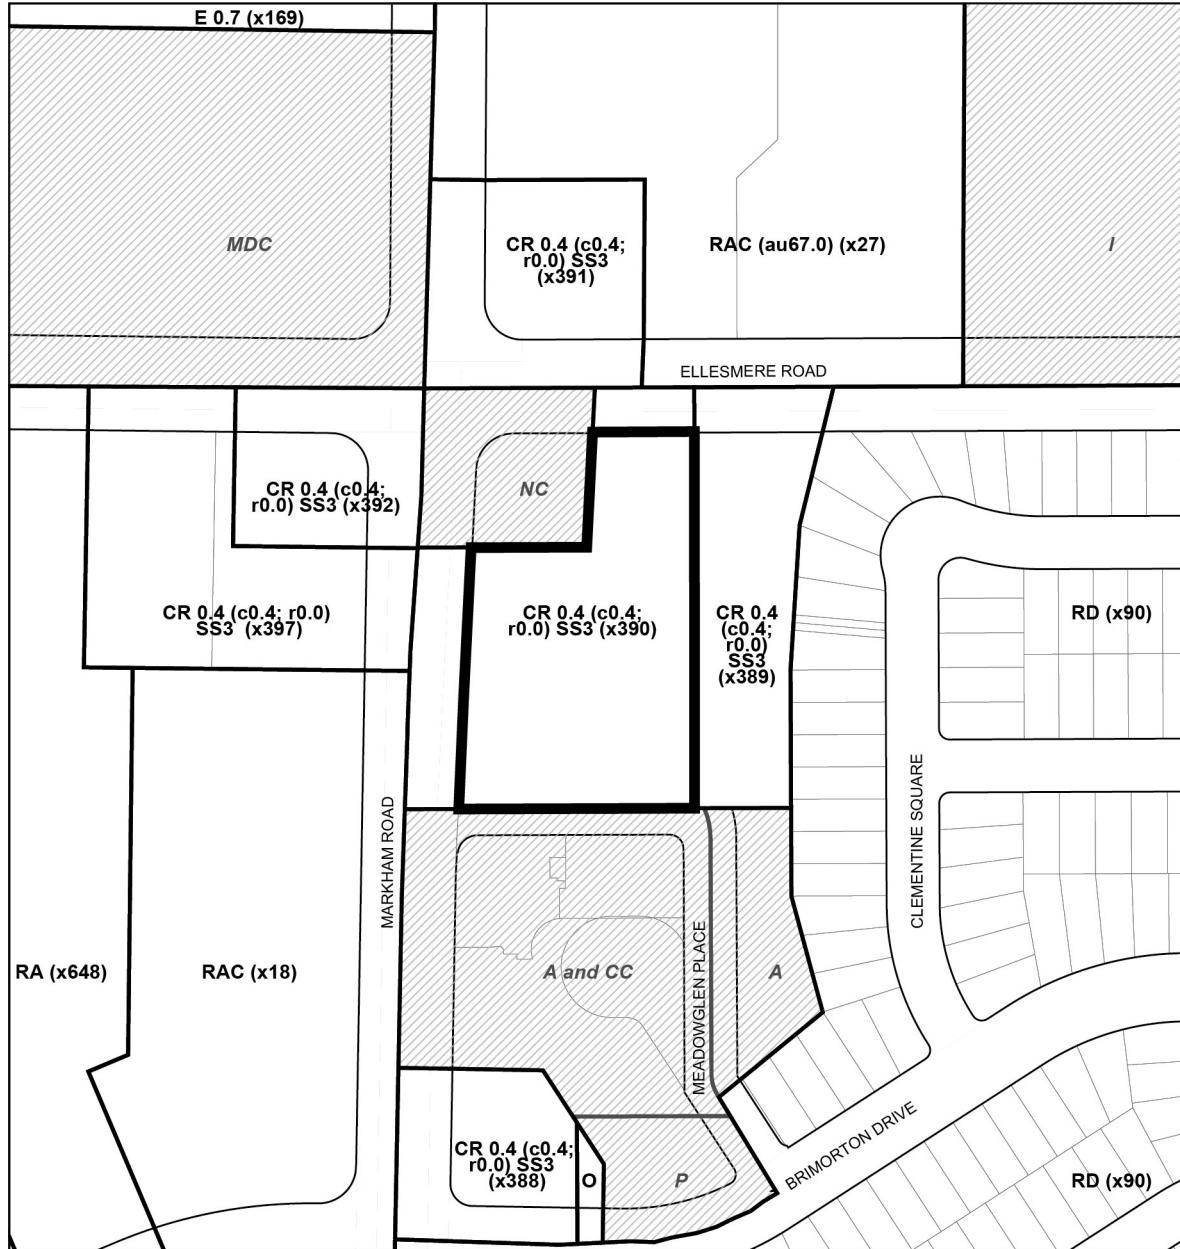 E 0.7 (x169)
MDC
CR 0.4 (c0.4;
r0.0) SS3
(x391)
RAC (au67.0) (x27)
I
ELLESMERE ROAD
CR 0.4 (c0.4;
r0.0) SS3 (x392)
NC
CR 0.4 (c0.4; r0.0)
SS3 (x397)
CR 0.4 (c0.4;
r0.0) SS3 (x390)
CR 0.4
(c0.4;
r0.0)
SS3
(x389)
RD (x90)
MARKHAM ROAD
CLEMENTINE SQUARE
RA (x648)
RAC (x18)
A and CC
MEADOWGLEN PLACE
A
CR 0.4 (c0.4;
r0.0) SS3
(x388)
O
P
BRIMORTON DRIVE
RD (x90)